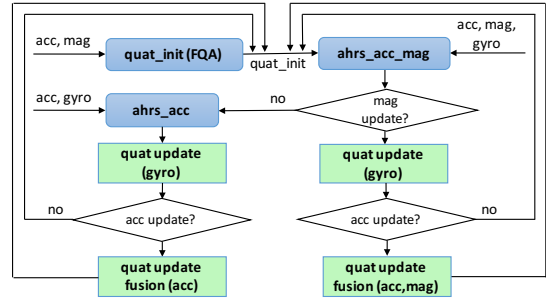 acc, mag
quat_init (FQA)
quat_init
ahrs_acc_mag
acc, mag,
gyro
acc, gyro
ahrs_acc
no
mag
update?
quat update
(gyro)
quat update
(gyro)
no
acc update?
acc update?
no
quat update
fusion (acc)
quat update
fusion (acc,mag)